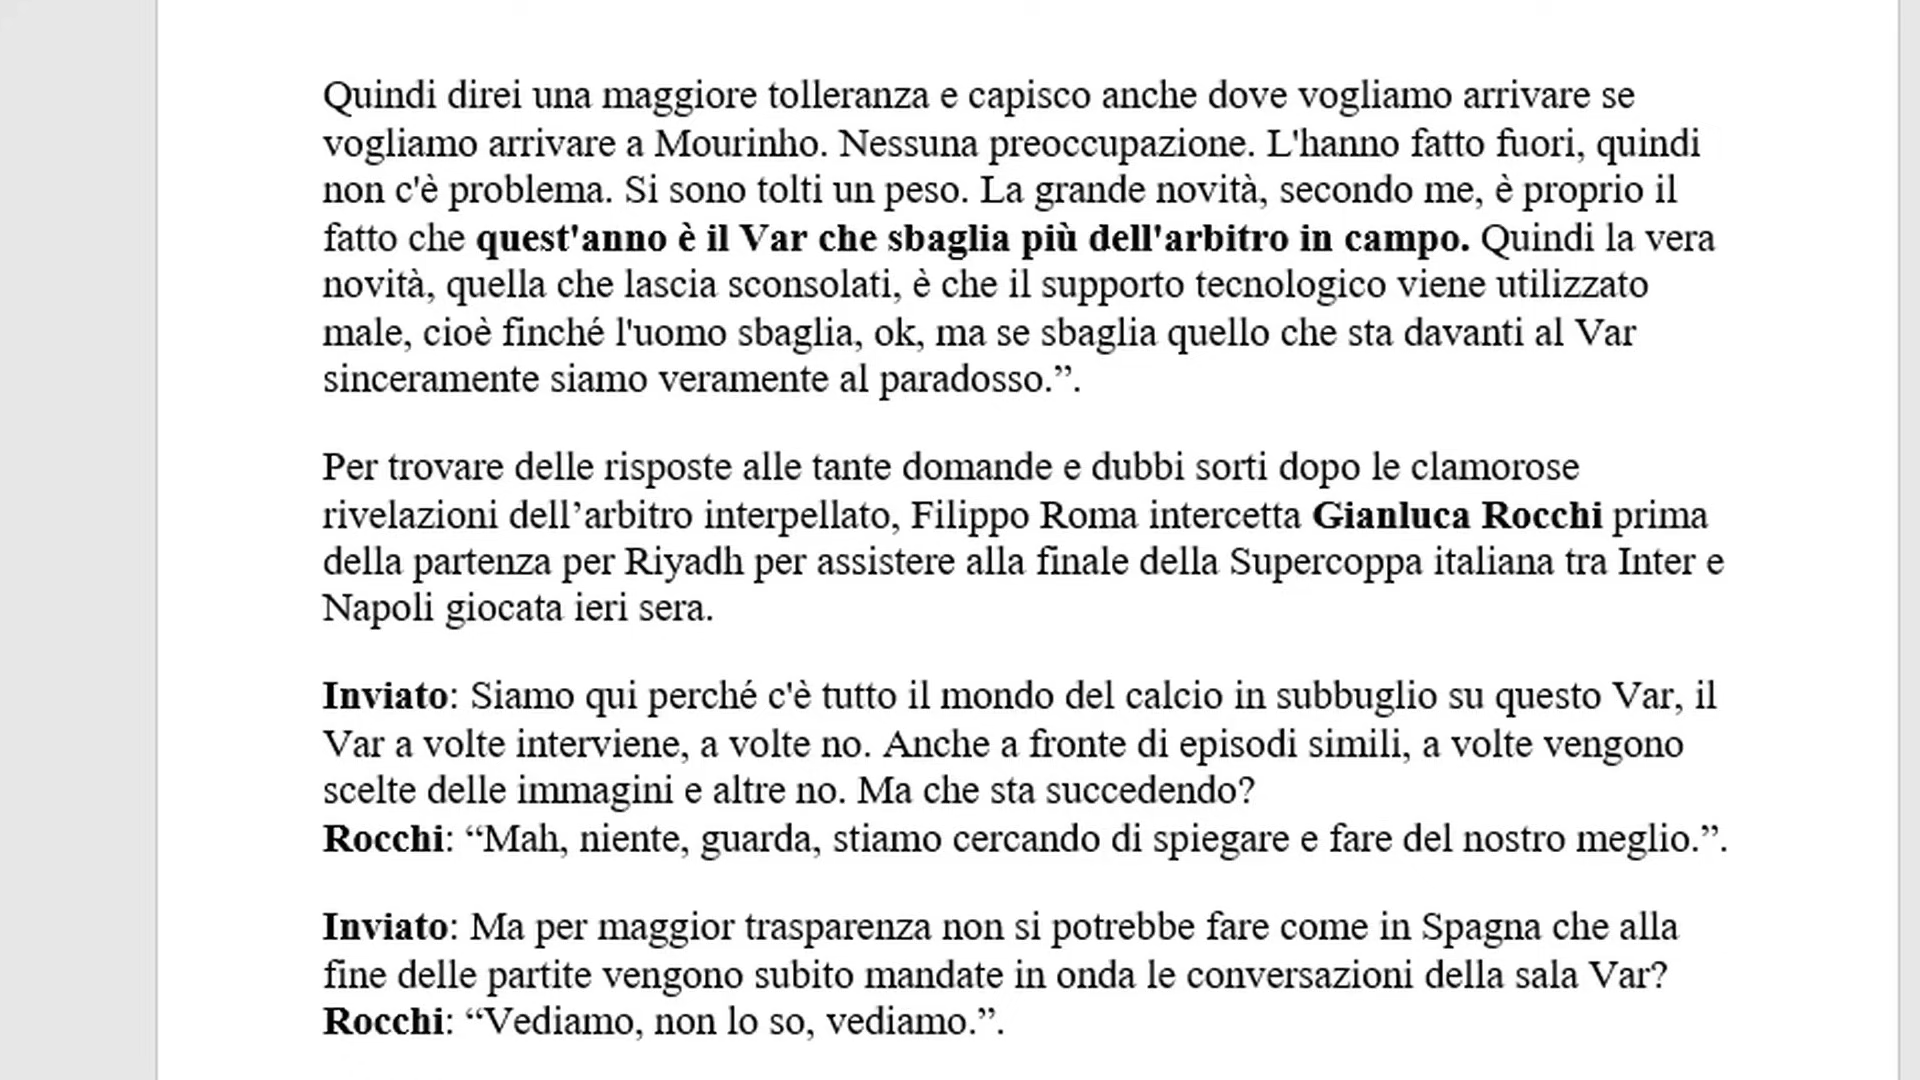 Quindi direi una maggiore tolleranza e capisco anche dove vogliamo arrivare se
vogliamo arrivare a Mourinho. Nessuna preoccupazione. L'hanno fatto fuori, quindi
non c'è problema. Si sono tolti un peso. La grande novità, secondo me, è proprio il
fatto che quest'anno è il Var che sbaglia più dell'arbitro in campo. Quindi la vera
novità, quella che lascia sconsolati, è che il supporto tecnologico viene utilizzato
male, cioè finché l'uomo sbaglia, ok, ma se sbaglia quello che sta davanti al Var
sinceramente siamo veramente al paradosso.”.
Per trovare delle risposte alle tante domande e dubbi sorti dopo le clamorose
rivelazioni dell’arbitro interpellato, Filippo Roma intercetta Gianluca Rocchi prima
della partenza per Riyadh per assistere alla finale della Supercoppa italiana tra Inter e
Napoli giocata ieri sera.
Inviato: Siamo qui perché c'è tutto il mondo del calcio in subbuglio su questo Var, il
Var a volte interviene, a volte no. Anche a fronte di episodi simili, a volte vengono
scelte delle immagini e altre no. Ma che sta succedendo?
Rocchi: “Mah, niente, guarda, stiamo cercando di spiegare e fare del nostro meglio.”.
Inviato: Ma per maggior trasparenza non si potrebbe fare come in Spagna che alla
fine delle partite vengono subito mandate in onda le conversazioni della sala Var?
Rocchi: “Vediamo, non lo so, vediamo.”.